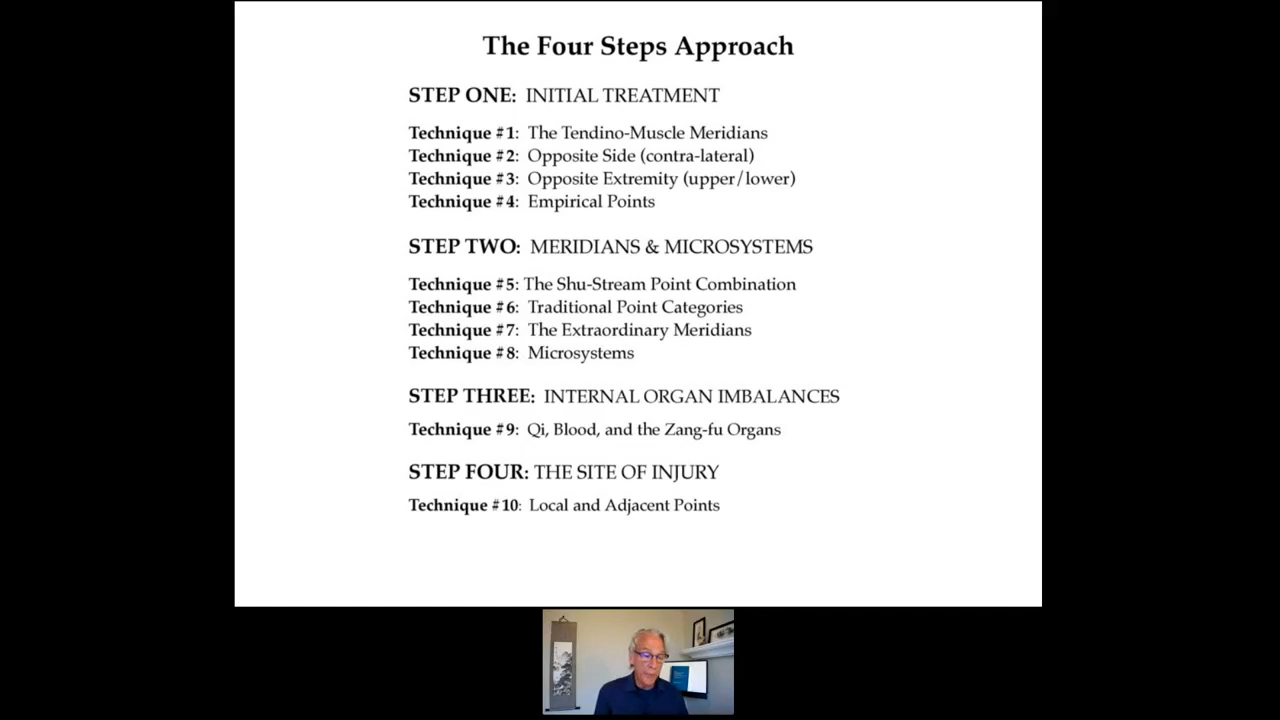 The Four Steps Approach
STEP ONE: INITIAL TREATMENT
Technique #1: The Tendino-Muscle Meridians
Technique #2: Opposite Side (contra-lateral)
Technique #3: Opposite Extremity (upper/lower)
Technique #4: Empirical Points
STEP TWO: MERIDIANS & MICROSYSTEMS
Technique #5: The Shu-Stream Point Combination
Technique #6: Traditional Point Categories
Technique #7: The Extraordinary Meridians
Technique #8: Microsystems
STEP THREE: INTERNAL ORGAN IMBALANCES
Technique #9: Qi, Blood, and the Zang-fu Organs
STEP FOUR: THE SITE OF INJURY
Technique #10: Local and Adjacent Points